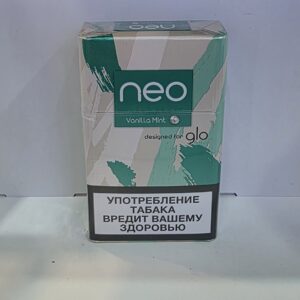 neo
Vanilla Mint
designed for glo
УПОТРЕБЛЕНИЕ
ТАБАКА
ВРЕДИТ ВАШЕМУ
ЗДОРОВЬЮ